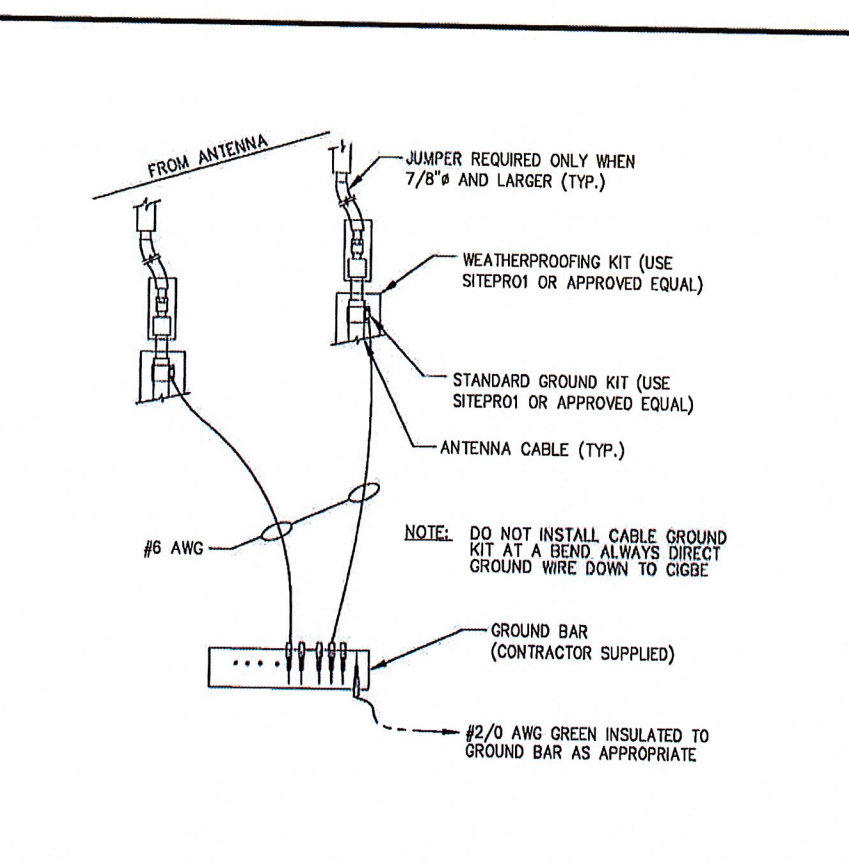 FROM ANTENNA
JUMPER REQUIRED ONLY WHEN
7/8"ø AND LARGER (TYP.)
WEATHERPROOFING KIT (USE
SITEPRO1 OR APPROVED EQUAL)
STANDARD GROUND KIT (USE
SITEPRO1 OR APPROVED EQUAL)
ANTENNA CABLE (TYP.)
#6 AWG
NOTE: DO NOT INSTALL CABLE GROUND
KIT AT A BEND ALWAYS DIRECT
GROUND WIRE DOWN TO CIGBE
GROUND BAR
(CONTRACTOR SUPPLIED)
#2/0 AWG GREEN INSULATED TO
GROUND BAR AS APPROPRIATE